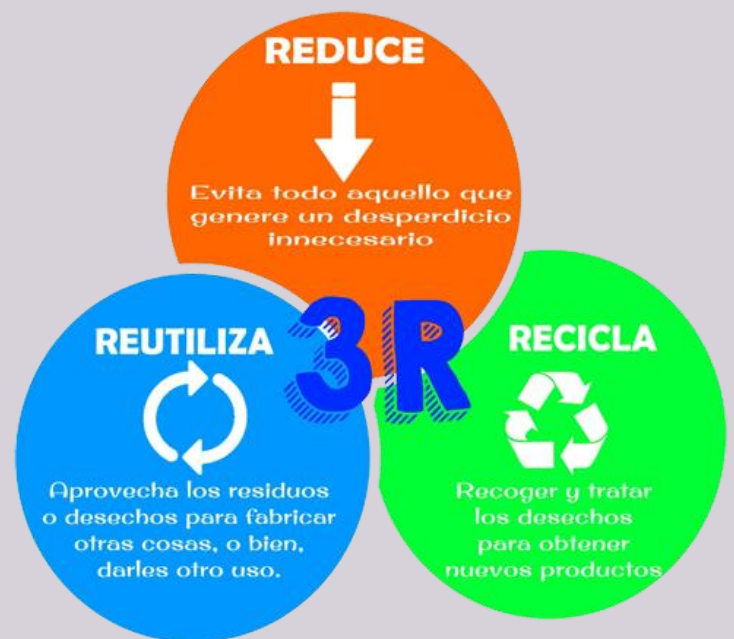 REDUCE
Evita todo aquello que
genere un desperdicio
innecesario
3R
REUTILIZA
Aprovecha los residuos
o desechos para fabricar
otras cosas, o bien,
darles otro uso.
RECICLA
Recoger y tratar
los desechos
para obtener
nuevos productos